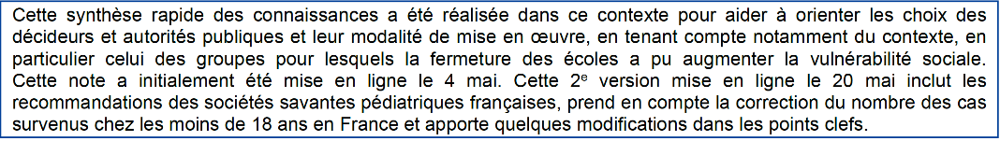 Cette synthèse rapide des connaissances a été réalisée dans ce contexte pour aider à orienter les choix des
décideurs et autorités publiques et leur modalité de mise en œuvre, en tenant compte notamment du contexte, en
particulier celui des groupes pour lesquels la fermeture des écoles a pu augmenter la vulnérabilité sociale.
Cette note a initialement été mise en ligne le 4 mai. Cette 2e version mise en ligne le 20 mai inclut les
recommandations des sociétés savantes pédiatriques françaises, prend en compte la correction du nombre des cas
survenus chez les moins de 18 ans en France et apporte quelques modifications dans les points clefs.